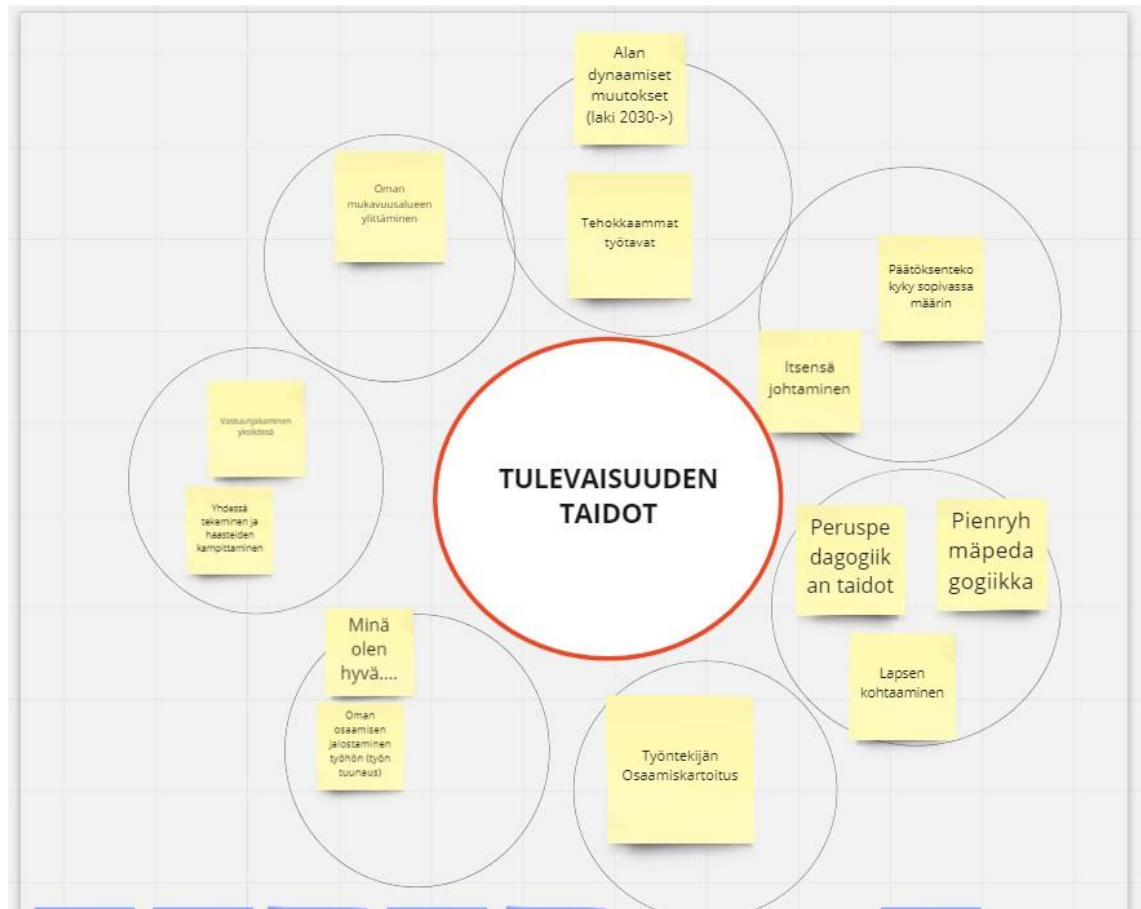 Alan
dynaamiset
muutokset
(laki 2030->)
Tehokkaammat
työtavat
Oman
mukavuusalueen
ylittäminen
Päätöksenteko
kyky sopivassa
määrin
Itsensä
johtaminen
Vastuunjakaminen
yksikössä
Yhdessä
tekeminen ja
haasteiden
kampittaminen
TULEVAISUUDEN
TAIDOT
Peruspe
dagogiik
an taidot
Pienryh
mäpeda
gogiikka
Lapsen
kohtaaminen
Minä
olen
hyvä....
Oman
osaamisen
jalostaminen
työhön (työn
tuunaus)
Työntekijän
Osaamiskartoitus